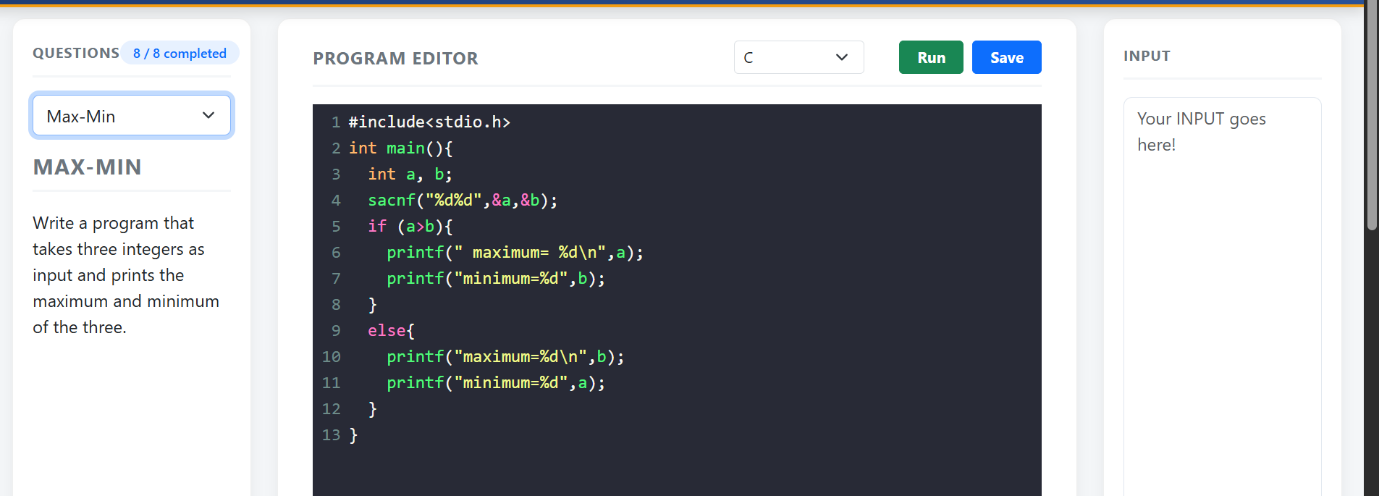 QUESTIONS 8 / 8 completed
Max-Min
MAX-MIN
Write a program that
takes three integers as
input and prints the
maximum and minimum
of the three.
PROGRAM EDITOR
C
Run
Save
1 #include<stdio.h>
2 int main(){
3   int a, b;
4   sacnf("%d%d",&a,&b);
5   if (a>b){
6     printf(" maximum= %d\n",a);
7     printf("minimum=%d",b);
8   }
9   else{
10     printf("maximum=%d\n",b);
11     printf("minimum=%d",a);
12   }
13 }
INPUT
Your INPUT goes
here!